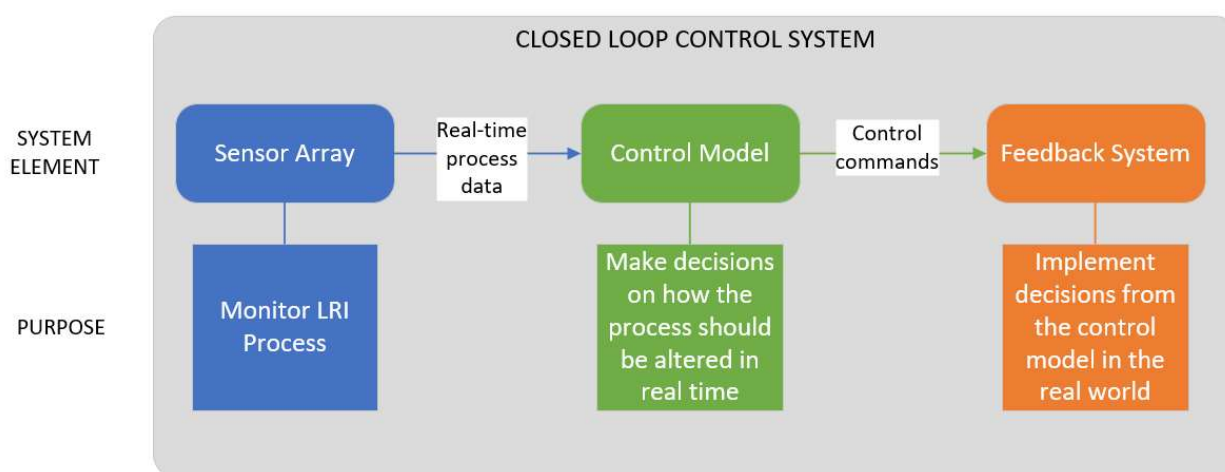 CLOSED LOOP CONTROL SYSTEM
SYSTEM
ELEMENT
Sensor Array
Real-time
process
data
Control Model
Control
commands
Feedback System
PURPOSE
Monitor LRI
Process
Make decisions
on how the
process should
be altered in
real time
Implement
decisions from
the control
model in the
real world